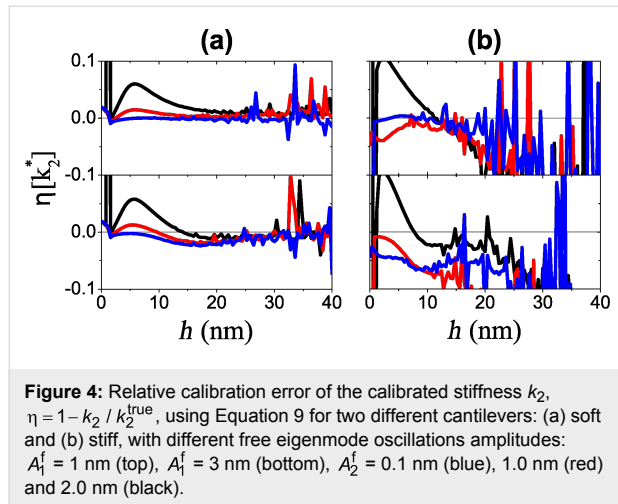 (a)
(b)
0.1
0.0
-0.1
0.0
-0.1
η[k₂*]
0 10 20 30 40
0 10 20 30 40
h (nm)
h (nm)
Figure 4: Relative calibration error of the calibrated stiffness k₂,
η = 1− k₂ / k₂ᵗʳᵘᵉ, using Equation 9 for two different cantilevers: (a) soft
and (b) stiff, with different free eigenmode oscillations amplitudes:
A₁ᶠ = 1 nm (top), A₁ᶠ = 3 nm (bottom), A₂ᶠ = 0.1 nm (blue), 1.0 nm (red)
and 2.0 nm (black).